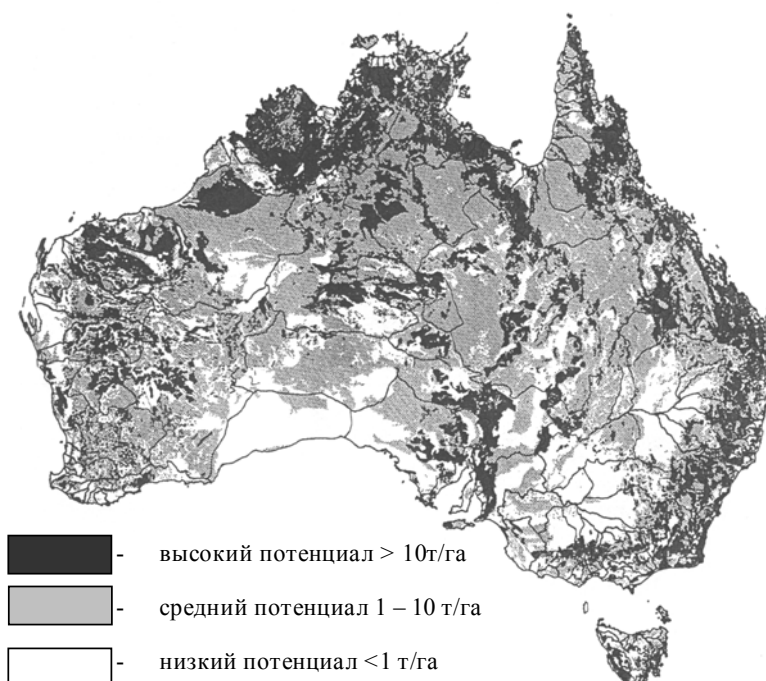 - высокий потенциал > 10т/га
- средний потенциал 1 – 10 т/га
- низкий потенциал <1 т/га